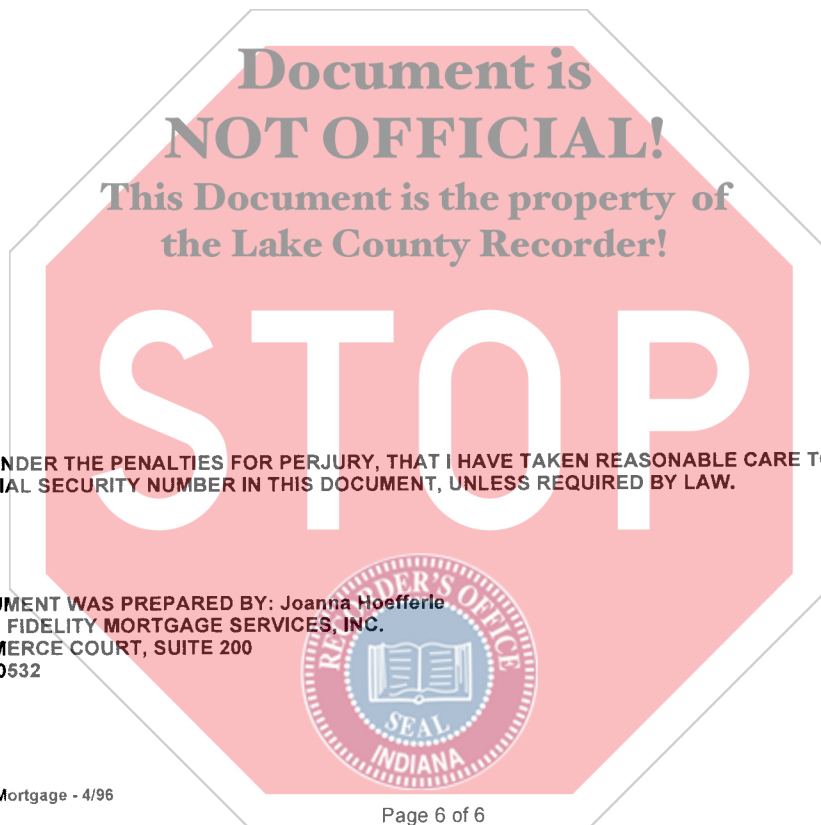 Document is
NOT OFFICIAL!
This Document is the property of
the Lake County Recorder!
STOP
NDER THE PENALTIES FOR PERJURY, THAT I HAVE TAKEN REASONABLE CARE TO
IAL SECURITY NUMBER IN THIS DOCUMENT, UNLESS REQUIRED BY LAW.
UMENT WAS PREPARED BY: Joanna Hoefferle
FIDELITY MORTGAGE SERVICES, INC.
MERCE COURT, SUITE 200
0532
RECORDER'S OFFICE
SEAL
INDIANA
Mortgage - 4/96
Page 6 of 6